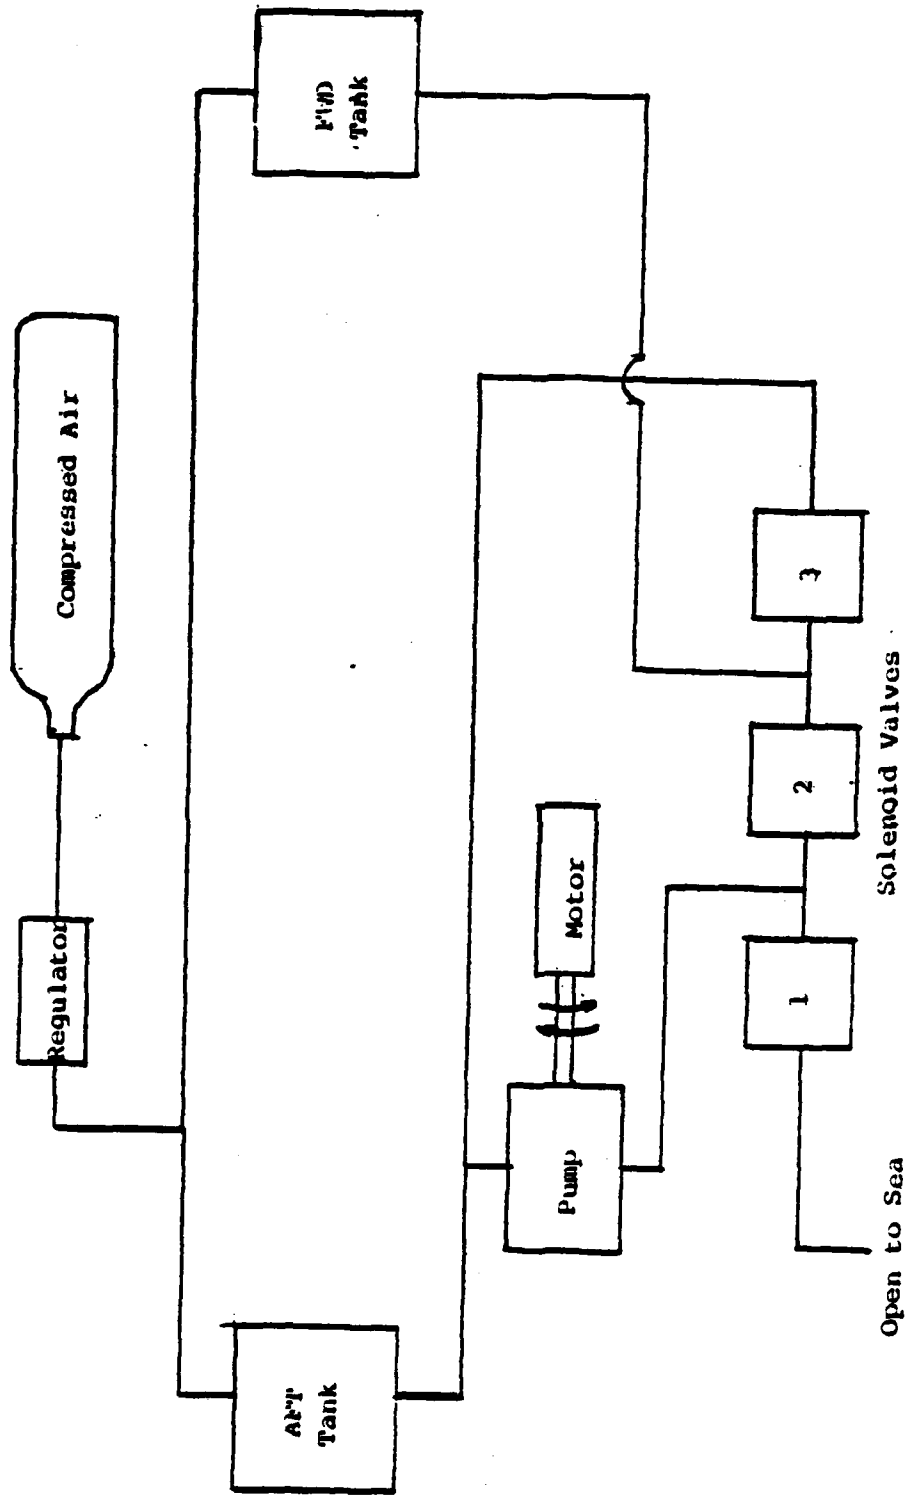 Compressed Air
Regulator
FWD
Tank
AFT
Tank
Motor
Pump
1
2
3
Solenoid Valves
Open to Sea